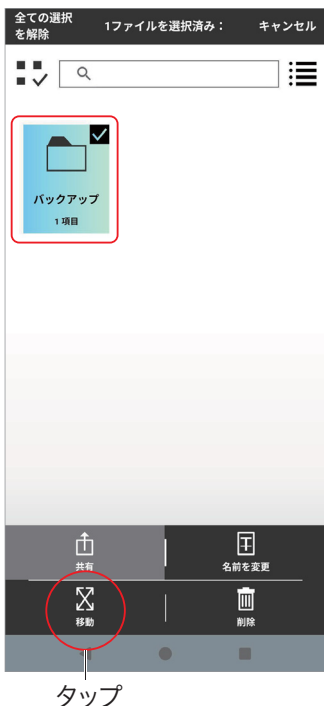 全ての選択
を解除
1ファイルを選択済み：
キャンセル
バックアップ
1 項目
共有
名前を変更
移動
削除
タップ